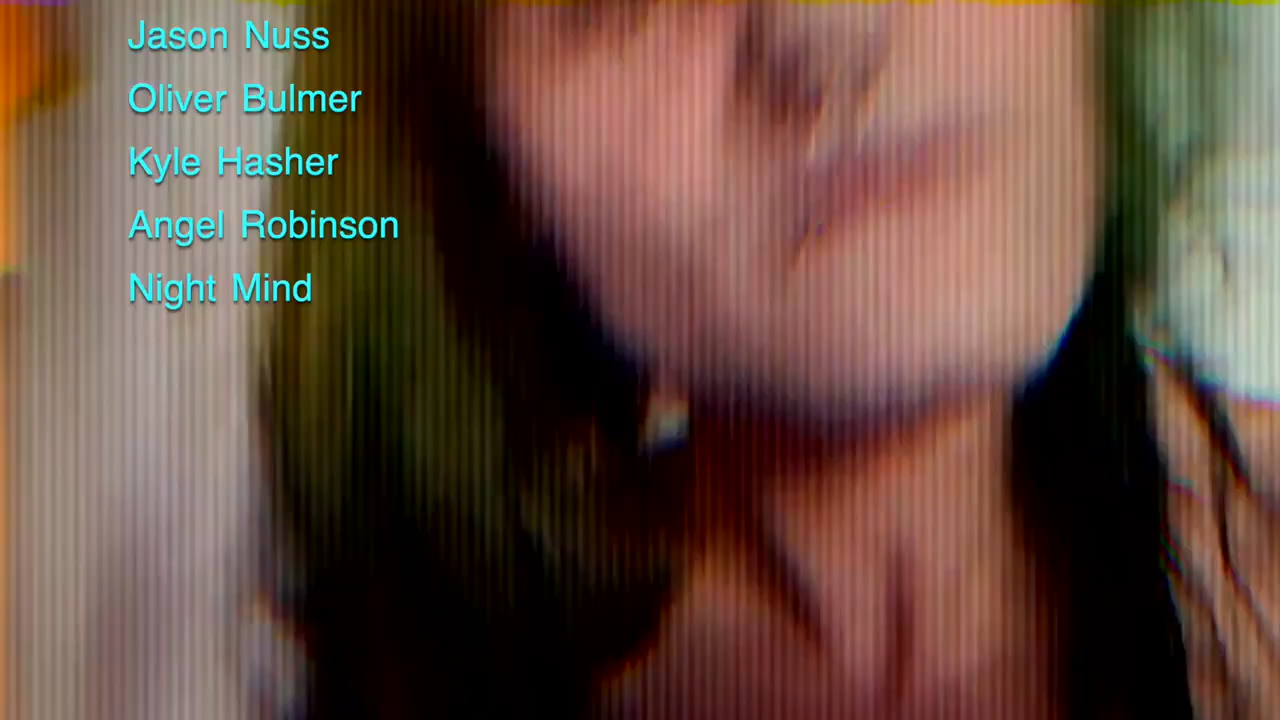 Jason Nuss
Oliver Bulmer
Kyle Hasher
Angel Robinson
Night Mind